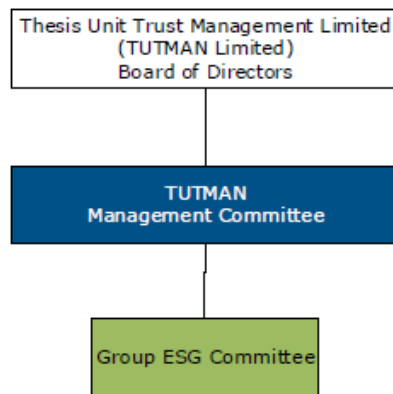 Thesis Unit Trust Management Limited
(TUTMAN Limited)
Board of Directors
TUTMAN
Management Committee
Group ESG Committee